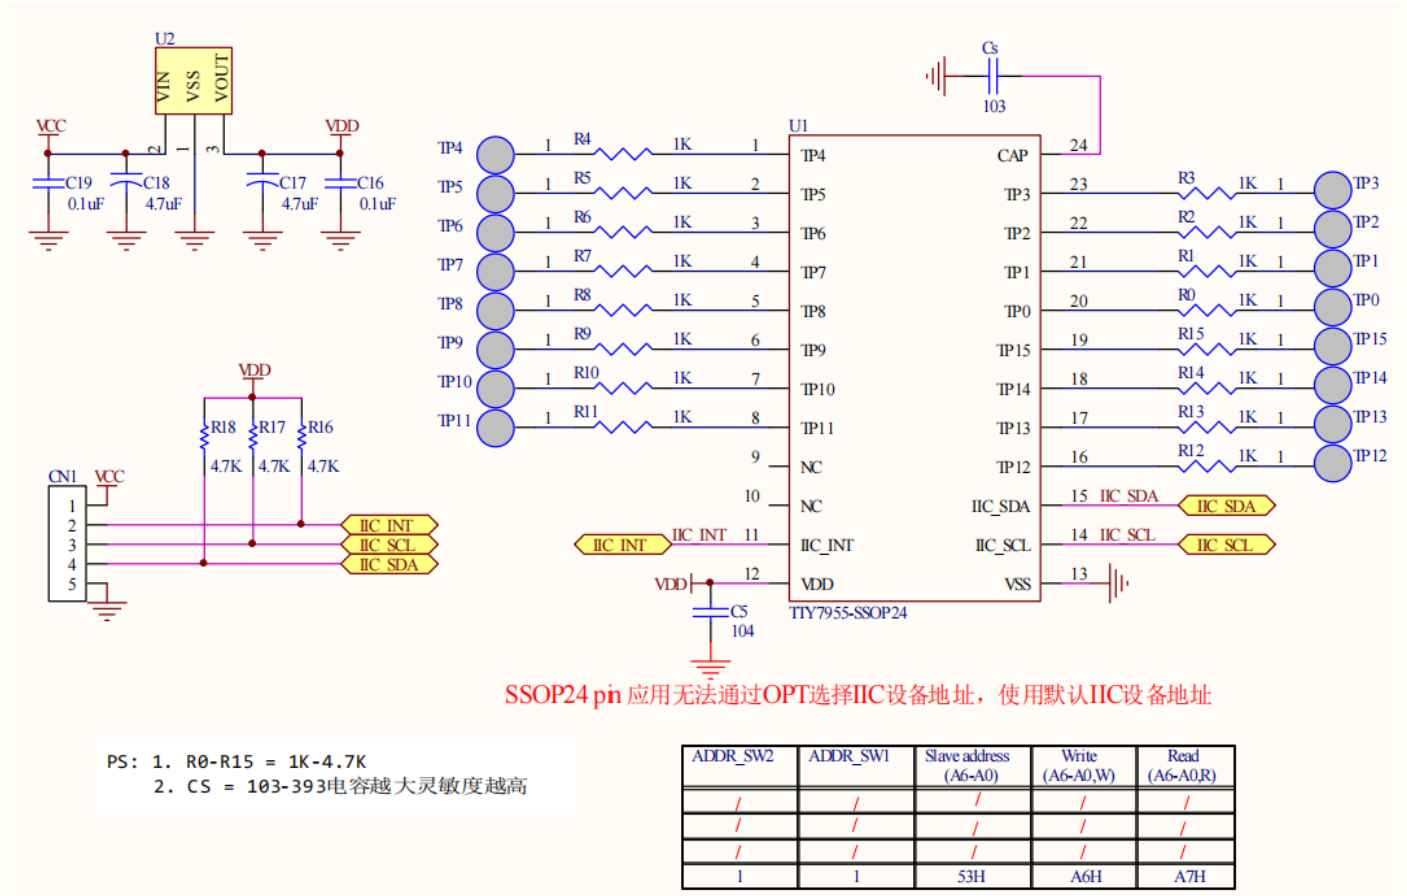 U2
VIN
VSS
VOUT
2
1
3
VCC
VDD
C19
0.1uF
C18
4.7uF
C17
4.7uF
C16
0.1uF
VDD
R18
4.7K
R17
4.7K
R16
4.7K
CN1
VCC
1
2
3
4
5
IIC_INT
IIC_SCL
IIC_SDA
Cs
103
U1
TP4 1 R4 1K 1 TP4
TP5 1 R5 1K 2 TP5
TP6 1 R6 1K 3 TP6
TP7 1 R7 1K 4 TP7
TP8 1 R8 1K 5 TP8
TP9 1 R9 1K 6 TP9
TP10 1 R10 1K 7 TP10
TP11 1 R11 1K 8 TP11
9 NC
10 NC
IIC_INT IIC_INT 11 IIC_INT
VDD 12 VDD
C5
104
CAP 24
TP3 23 R3 1K 1 TP3
TP2 22 R2 1K 1 TP2
TP1 21 R1 1K 1 TP1
TP0 20 R0 1K 1 TP0
TP15 19 R15 1K 1 TP15
TP14 18 R14 1K 1 TP14
TP13 17 R13 1K 1 TP13
TP12 16 R12 1K 1 TP12
IIC_SDA 15 IIC_SDA IIC_SDA
IIC_SCL 14 IIC_SCL IIC_SCL
VSS 13
TTY7955-SSOP24
SSOP24 pin 应用无法通过OPT选择IIC设备地址，使用默认IIC设备地址
PS: 1. R0-R15 = 1K-4.7K
2. CS = 103-393电容越大灵敏度越高
ADDR_SW2 ADDR_SW1 Slave address Write Read
(A6-A0) (A6-A0,W) (A6-A0,R)
/ / / / /
/ / / / /
/ / / / /
1 1 53H A6H A7H